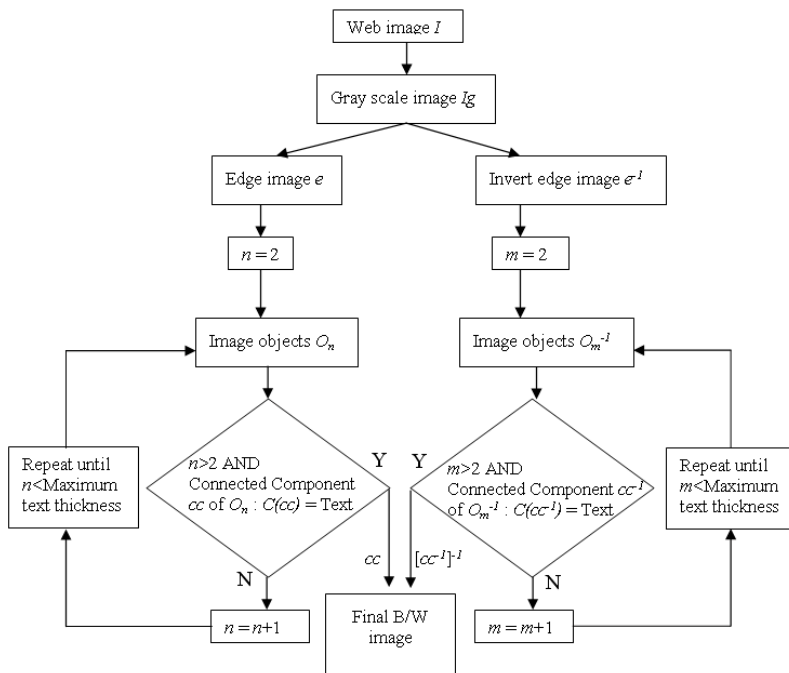 Web image I
Gray scale image Ig
Edge image e
Invert edge image e⁻¹
n = 2
m = 2
Image objects Oₙ
Image objects Oₘ⁻¹
n>2 AND
Connected Component
cc of Oₙ : C(cc) = Text
Y
Y
m>2 AND
Connected Component cc⁻¹
of Oₘ⁻¹ : C(cc⁻¹) = Text
Repeat until
n<Maximum
text thickness
Repeat until
m<Maximum
text thickness
cc
[cc⁻¹]⁻¹
N
N
n = n+1
Final B/W
image
m = m+1